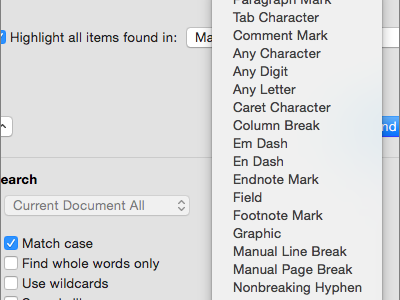 Paragraph Mark
Tab Character
Highlight all items found in: Ma
Comment Mark
Any Character
Any Digit
Any Letter
Caret Character
Column Break
nd
Em Dash
En Dash
earch
Endnote Mark
Current Document All
Field
Footnote Mark
Graphic
Match case
Manual Line Break
Find whole words only
Manual Page Break
Use wildcards
Nonbreaking Hyphen